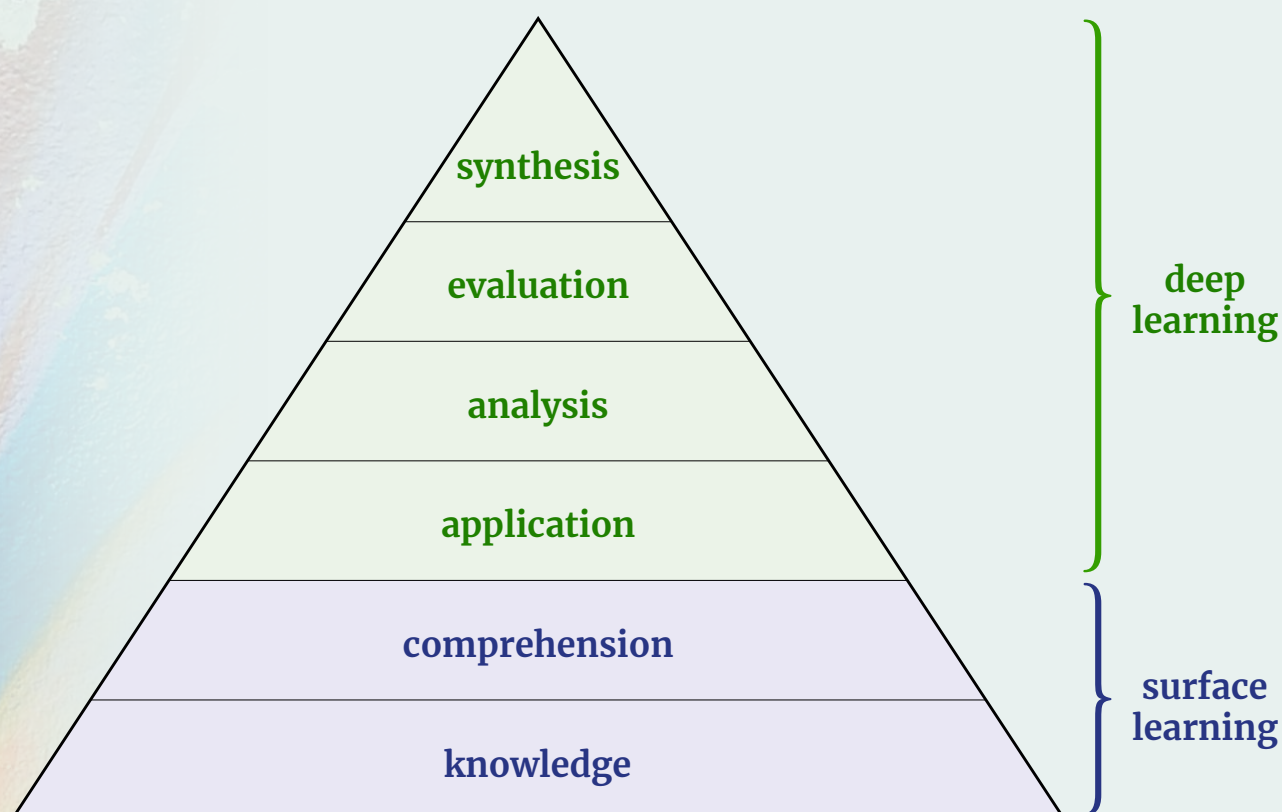 synthesis
evaluation
deep
learning
analysis
application
comprehension
surface
learning
knowledge